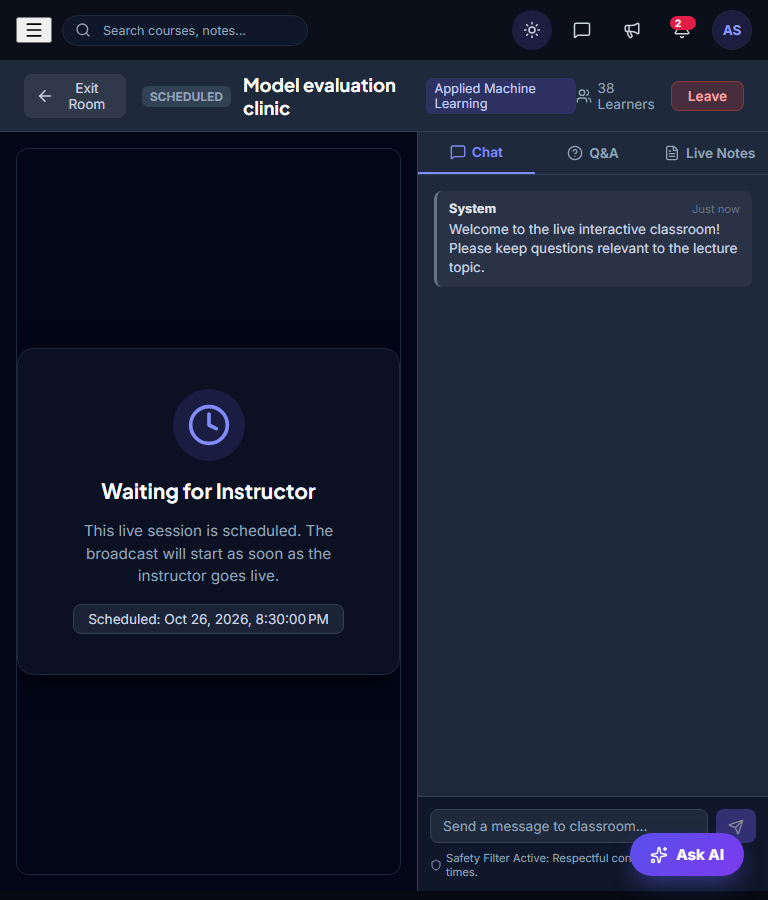 Search courses, notes...
2
AS
Exit
Room
SCHEDULED
Model evaluation
clinic
Applied Machine
Learning
38
Learners
Leave
Chat
Q&A
Live Notes
System
Just now
Welcome to the live interactive classroom!
Please keep questions relevant to the lecture
topic.
Waiting for Instructor
This live session is scheduled. The
broadcast will start as soon as the
instructor goes live.
Scheduled: Oct 26, 2026, 8:30:00 PM
Send a message to classroom...
Safety Filter Active: Respectful
times.
Ask AI